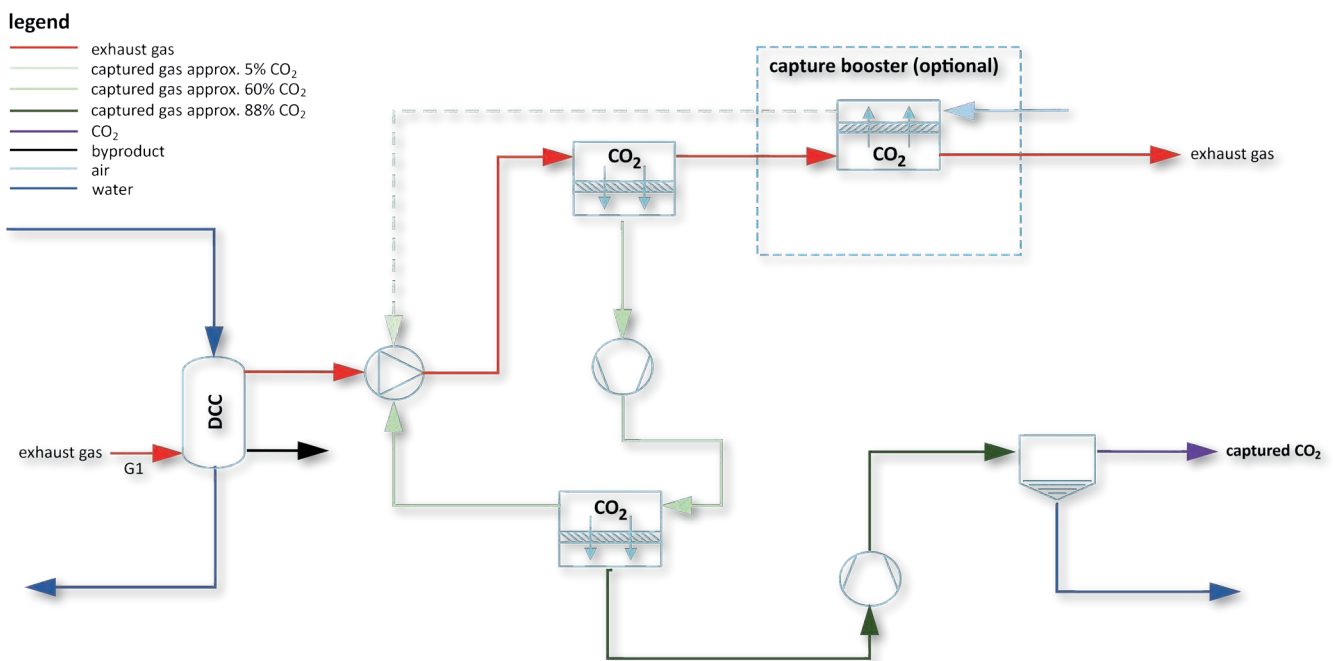 legend
exhaust gas
captured gas approx. 5% CO₂
captured gas approx. 60% CO₂
captured gas approx. 88% CO₂
CO₂
byproduct
air
water
capture booster (optional)
CO₂
CO₂
exhaust gas
DCC
exhaust gas
G1
CO₂
captured CO₂